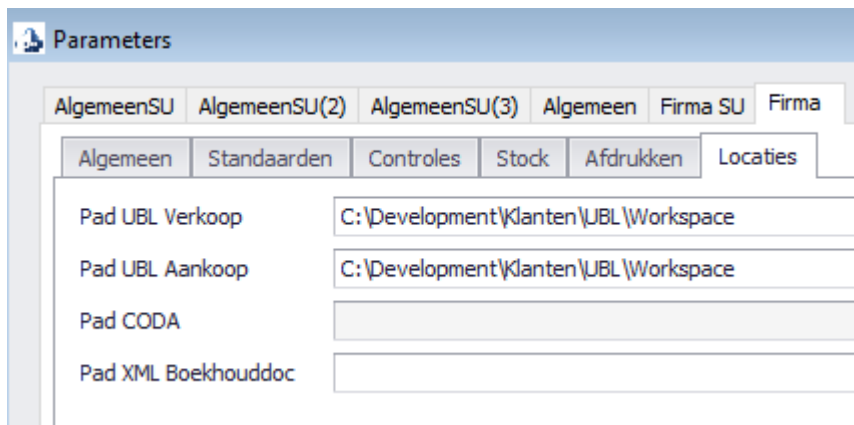 Parameters
AlgemeenSU AlgemeenSU(2) AlgemeenSU(3) Algemeen Firma SU Firma
Algemeen Standaarden Controles Stock Afdrukken Locaties
Pad UBL Verkoop C:\Development\Klanten\UBL\Workspace
Pad UBL Aankoop C:\Development\Klanten\UBL\Workspace
Pad CODA
Pad XML Boekhouddoc